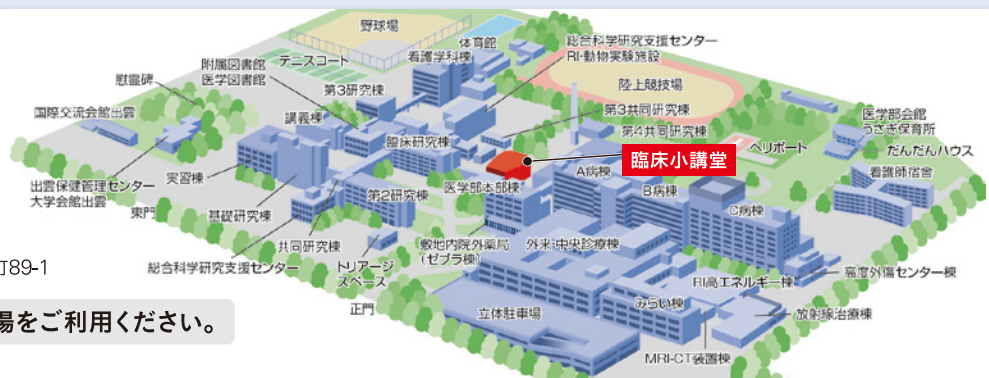 野球場
体育館
総合科学研究支援センター
RI・動物実験施設
看護学科棟
附属図書館
医学図書館
テニスコート
慰霊碑
第3研究棟
陸上競技場
国際交流会館出雲
講義棟
第3共同研究棟
医学部会館
うさぎ保育所
臨床研究棟
第4共同研究棟
ヘリポート
だんだんハウス
臨床小講堂
A病棟
看護師宿舎
出雲保健管理センター
大学会館出雲
実習棟
第2研究棟
医学部本部棟
B病棟
C病棟
東門
基礎研究棟
共同研究棟
敷地内院外薬局
(ゼブラ棟)
外来・中央診療棟
町89-1
総合科学研究支援センター
トリアージ
スペース
RI高エネルギー棟
高度外傷センター棟
正門
立体駐車場
みらい棟
放射線治療棟
場をご利用ください。
MRI-CT装置棟